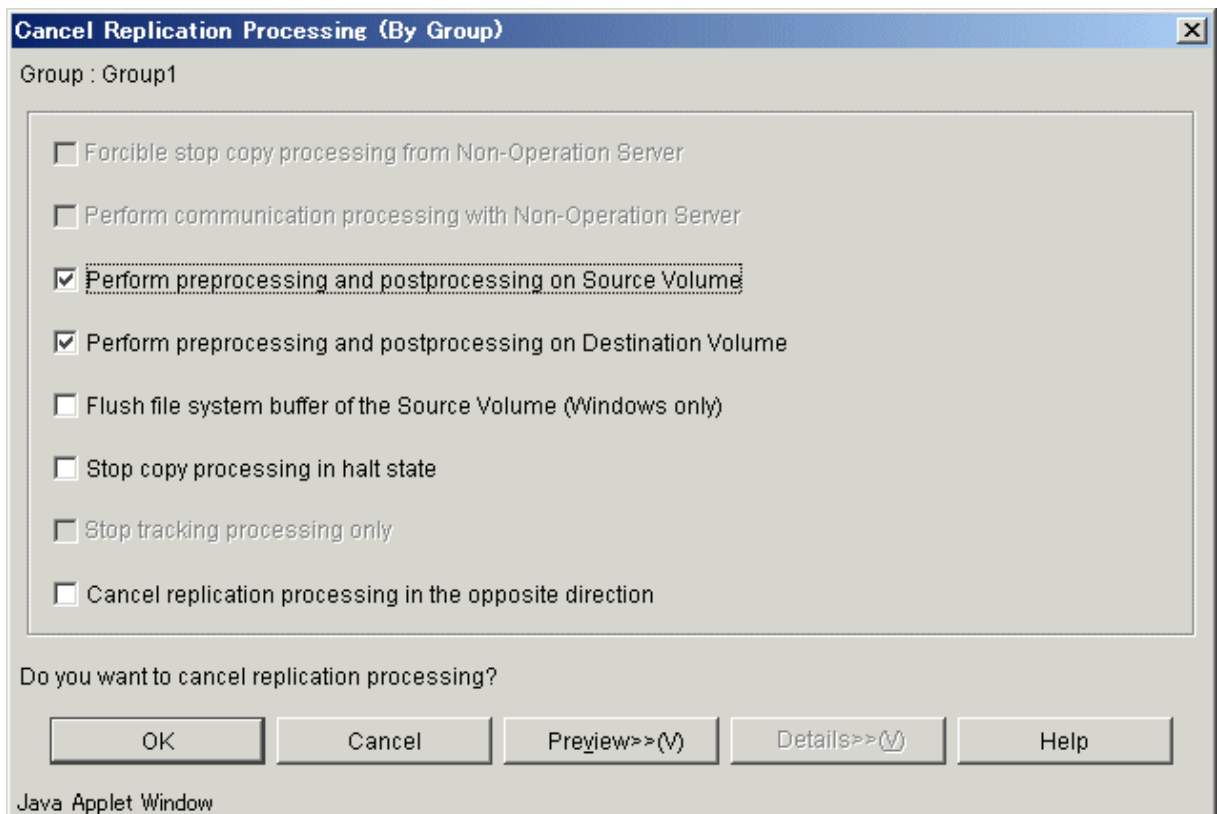 Cancel Replication Processing (By Group)
Group : Group1
Forcible stop copy processing from Non-Operation Server
Perform communication processing with Non-Operation Server
Perform preprocessing and postprocessing on Source Volume
Perform preprocessing and postprocessing on Destination Volume
Flush file system buffer of the Source Volume (Windows only)
Stop copy processing in halt state
Stop tracking processing only
Cancel replication processing in the opposite direction
Do you want to cancel replication processing?
OK Cancel Preview>>(V) Details>>(V) Help
Java Applet Window